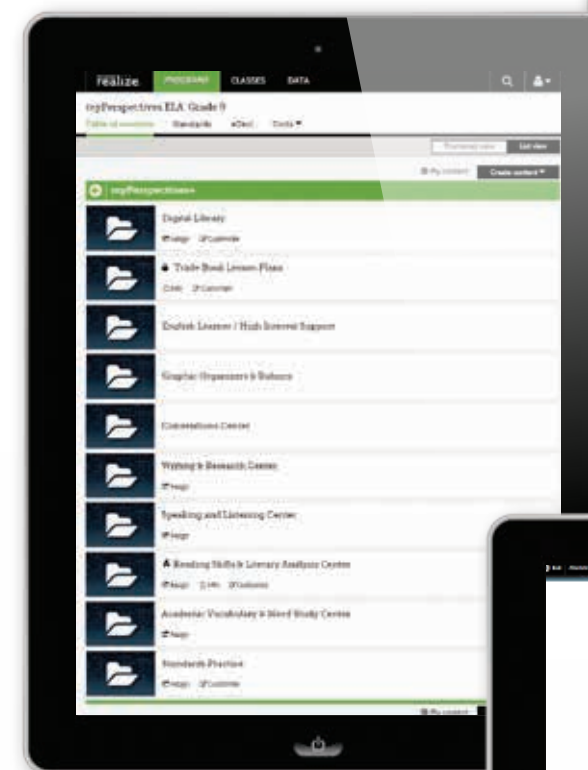 realize PROGRAMS CLASSES DATA
myPerspectives ELA Grade 9
Table of contents Standards eText Tools
Thumbnail view List view
My content Create content
myPerspectives+
Digital Library
Assign Customize
Trade Book Lesson Plans
Info Customize
English Learner / High Interest Support
Graphic Organizers & Rubrics
Conversations Center
Writing & Research Center
Assign
Speaking and Listening Center
Assign
Reading Skills & Literary Analysis Center
Assign Info Customize
Academic Vocabulary & Word Study Center
Assign
Standards Practice
Assign Customize
My content